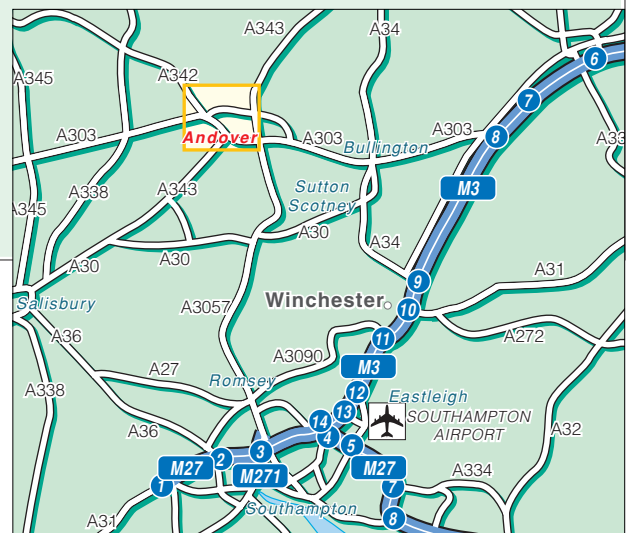 A343
A34
6
A345
A342
7
A33
Andover
A303
A303
A303
8
Bullington
M3
A338
A343
Sutton
Scotney
A345
A30
A34
A30
A30
A31
9
Salisbury
A3057
Winchester
10
A36
A272
11
A3090
M3
A27
Romsey
A338
12
Eastleigh
13
SOUTHAMPTON
AIRPORT
A32
14
A36
4
3
5
2
M27
M271
M27
A334
1
7
Southampton
A31
8